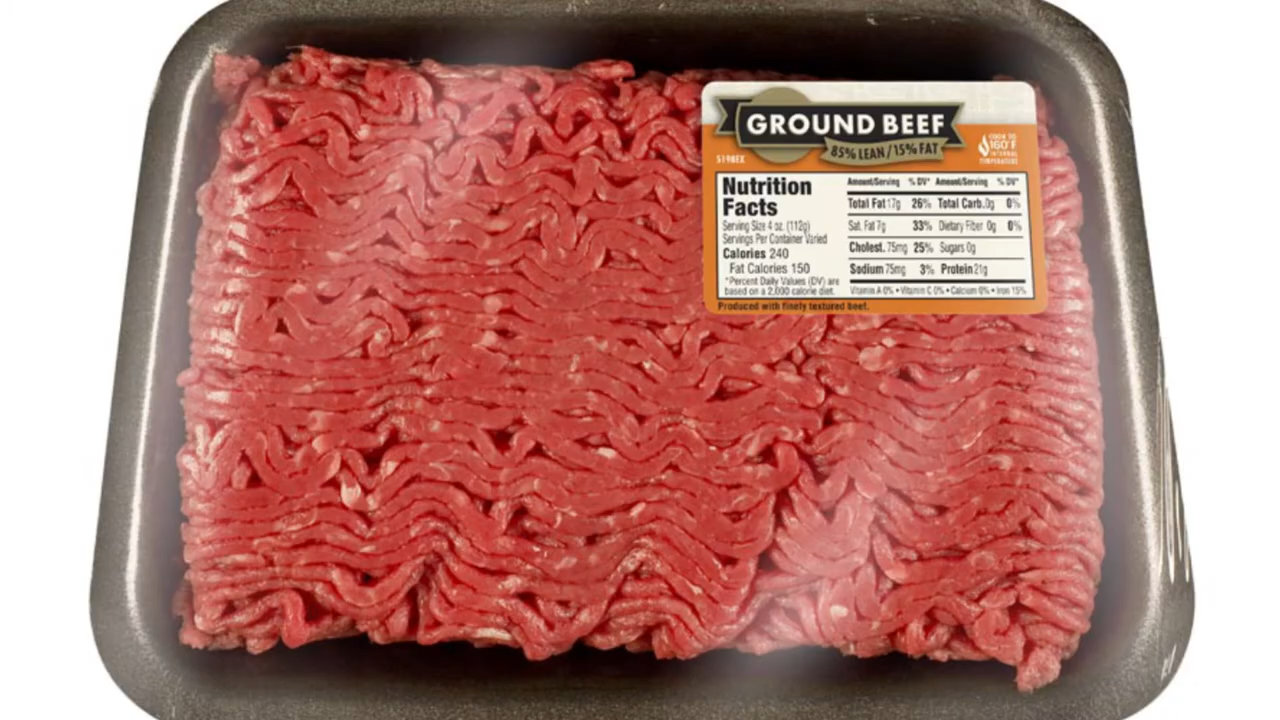 GROUND BEEF
85% LEAN / 15% FAT
5198EX
COOK TO
160°F
INTERNAL
TEMPERATURE
Nutrition
Facts
Serving Size 4 oz. (112g)
Servings Per Container Varied
Calories 240
Fat Calories 150
*Percent Daily Values (DV) are
based on a 2,000 calorie diet.
Amount/Serving % DV* Amount/Serving % DV*
Total Fat 17g 26% Total Carb. 0g 0%
Sat. Fat 7g 33% Dietary Fiber 0g 0%
Cholest. 75mg 25% Sugars 0g
Sodium 75mg 3% Protein 21g
Vitamin A 0% • Vitamin C 0% • Calcium 0% • Iron 15%
Produced with finely textured beef.